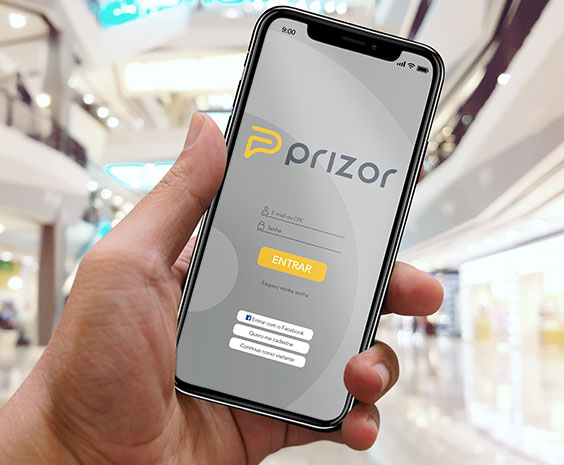 9:00
prizor
E-mail ou CPF
Senha
ENTRAR
Esqueci minha senha
Entrar com o Facebook
Quero me cadastrar
Continue como visitante